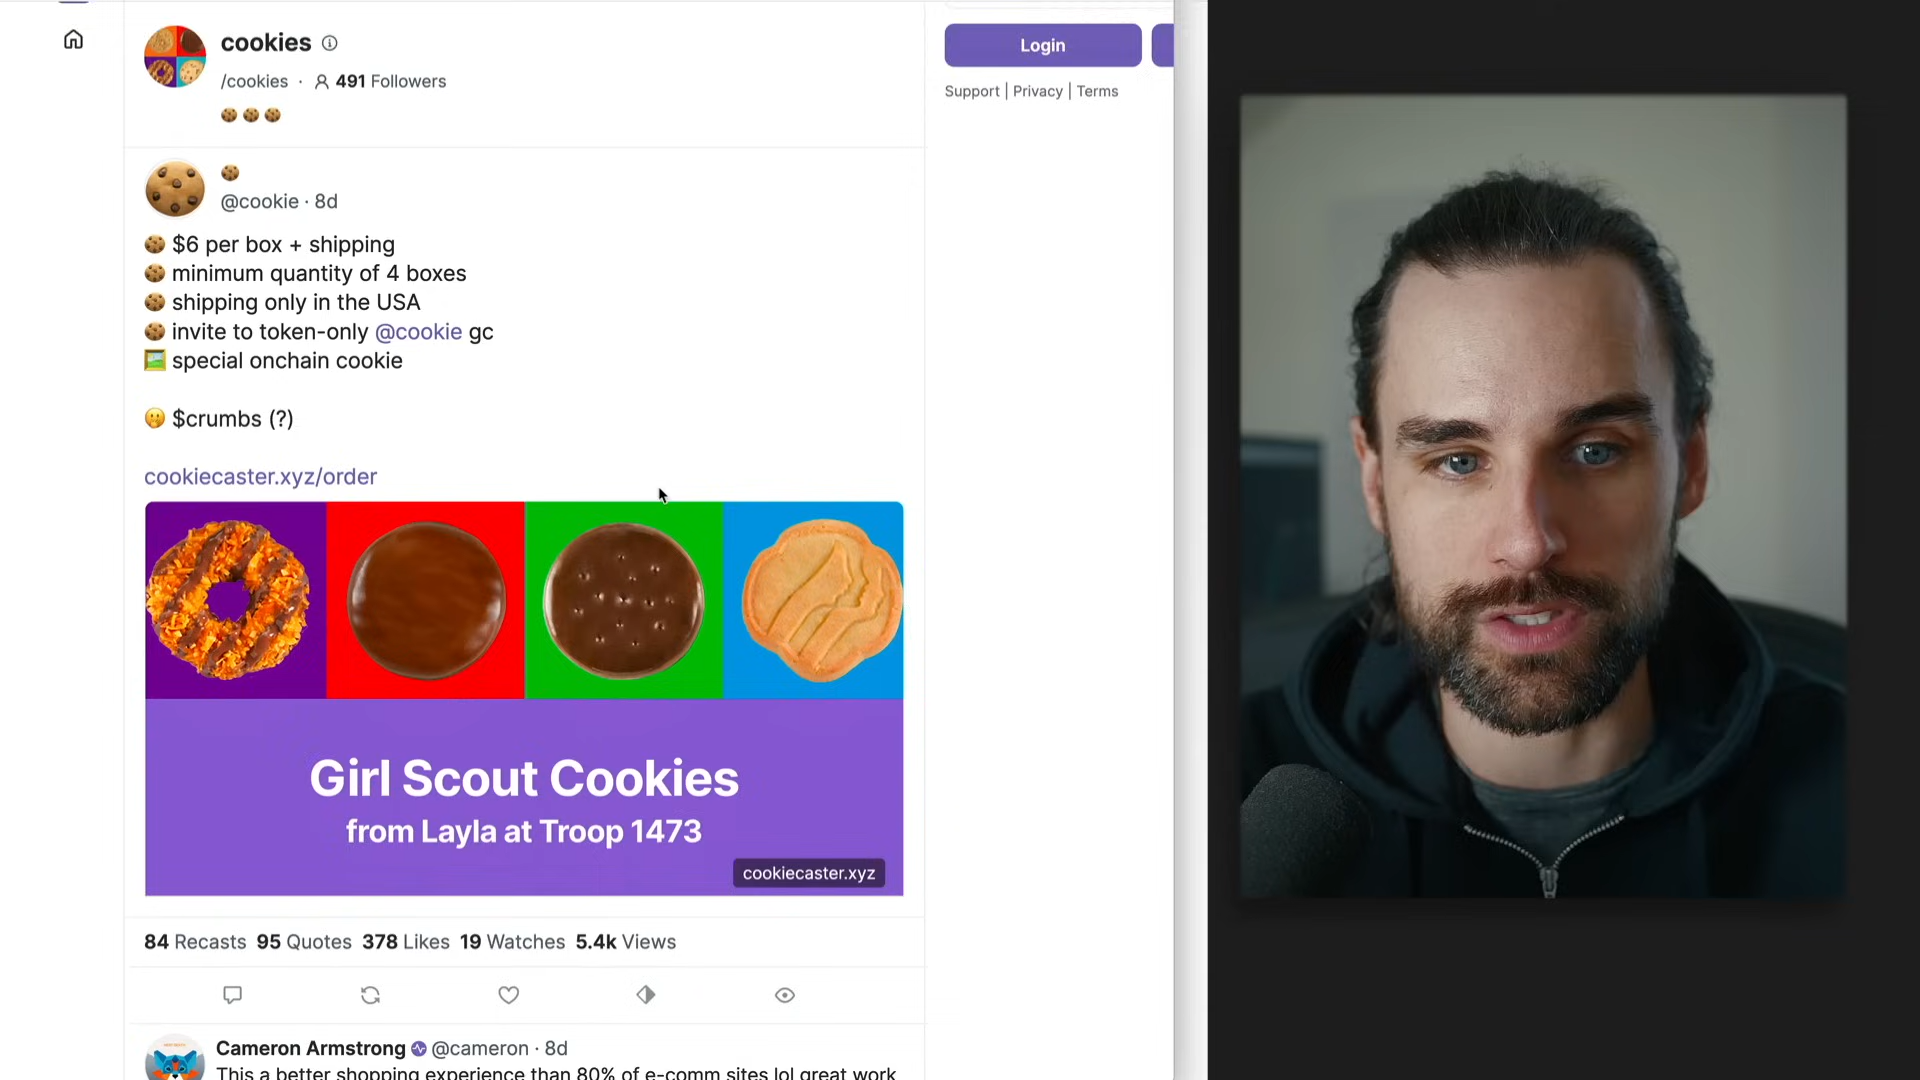 cookies
/cookies · 491 Followers
@cookie · 8d
$6 per box + shipping
minimum quantity of 4 boxes
shipping only in the USA
invite to token-only @cookie gc
special onchain cookie
$crumbs (?)
cookiecaster.xyz/order
Girl Scout Cookies
from Layla at Troop 1473
cookiecaster.xyz
84 Recasts 95 Quotes 378 Likes 19 Watches 5.4k Views
Cameron Armstrong @cameron · 8d
This a better shopping experience than 80% of e-comm sites lol great work
Login
Support | Privacy | Terms